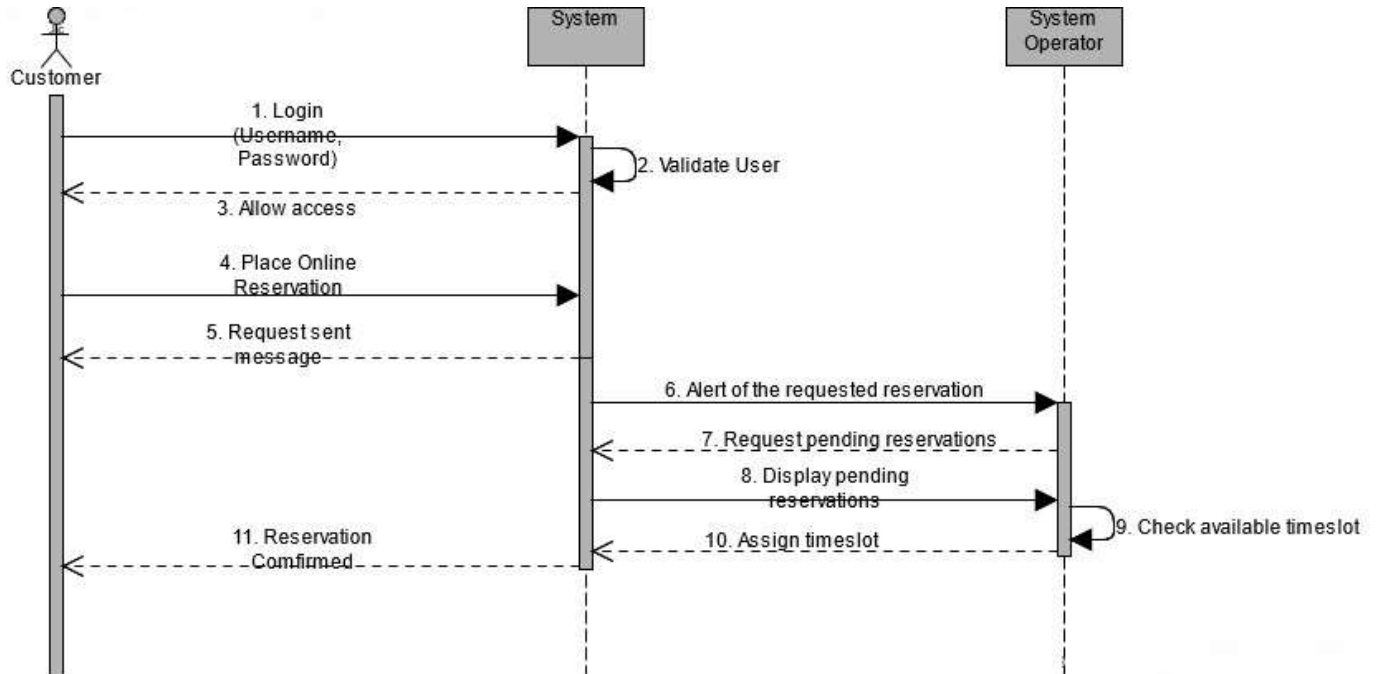 System
System
Operator
Customer
1. Login
(Username,
Password)
2. Validate User
3. Allow access
4. Place Online
Reservation
5. Request sent
message
6. Alert of the requested reservation
7. Request pending reservations
8. Display pending
reservations
9. Check available timeslot
10. Assign timeslot
11. Reservation
Comfirmed